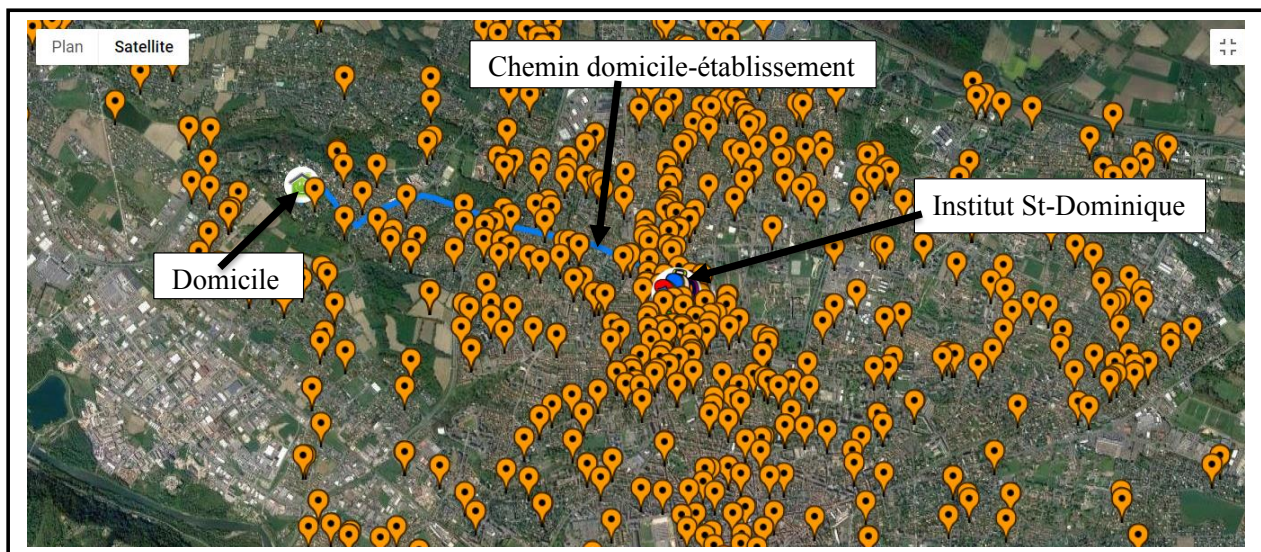 Plan
Satellite
Chemin domicile-établissement
Institut St-Dominique
Domicile